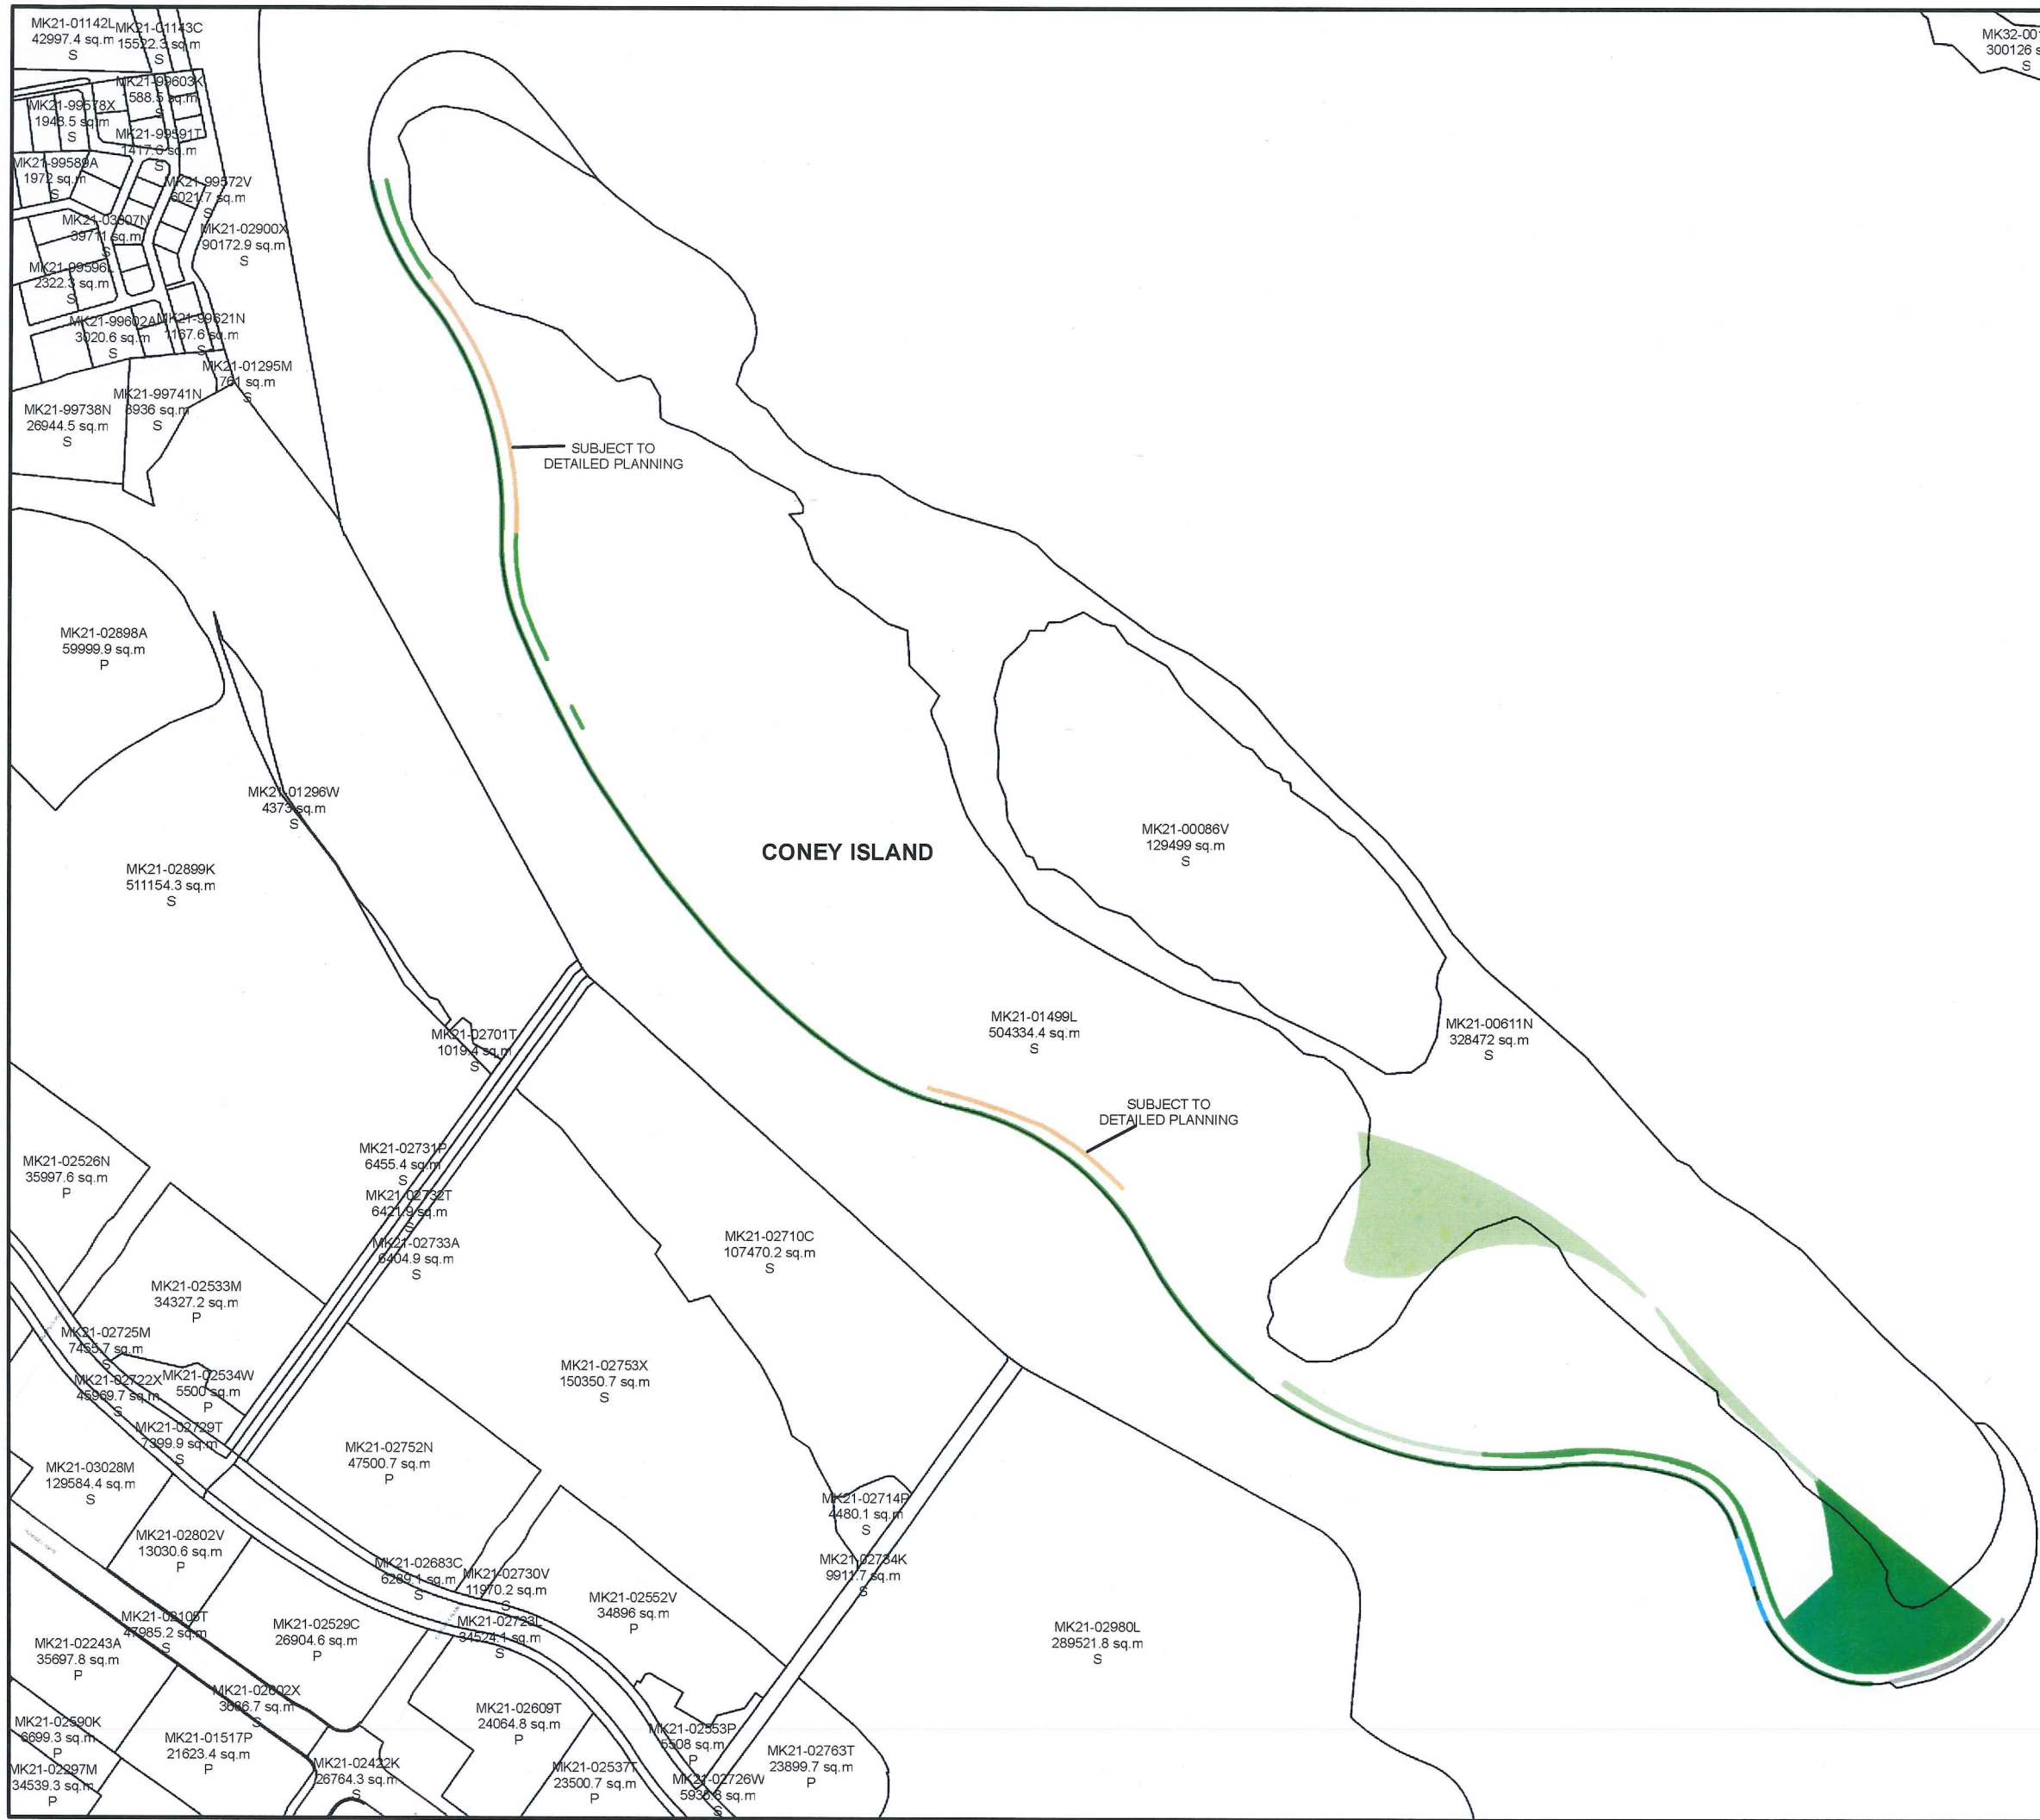 MK21-01142L
42997.4 sq.m
S
MK21-01143C
15522.3 sq.m
S
MK32-001
300126 s
S
MK21-99603K
1588.5 sq.m
S
MK21-99578X
1948.5 sq.m
S
MK21-99591T
1417.6 sq.m
S
MK21-99589A
1972 sq.m
S
MK21-99572V
6021.7 sq.m
S
MK21-03007N
39711 sq.m
S
MK21-02900X
90172.9 sq.m
S
MK21-99596L
2322.3 sq.m
S
MK21-99602A
3020.6 sq.m
S
MK21-99621N
1167.6 sq.m
S
MK21-01295M
761 sq.m
S
MK21-99741N
8936 sq.m
S
MK21-99738N
26944.5 sq.m
S
SUBJECT TO
DETAILED PLANNING
MK21-02898A
59999.9 sq.m
P
MK21-01296W
4373 sq.m
S
MK21-02899K
511154.3 sq.m
S
CONEY ISLAND
MK21-00086V
129499 sq.m
S
MK21-01499L
504334.4 sq.m
S
MK21-00611N
328472 sq.m
S
MK21-02701T
1019.4 sq.m
S
SUBJECT TO
DETAILED PLANNING
MK21-02526N
35997.6 sq.m
P
MK21-02731P
6455.4 sq.m
S
MK21-02732T
6421.9 sq.m
S
MK21-02733A
6404.9 sq.m
S
MK21-02710C
107470.2 sq.m
S
MK21-02533M
34327.2 sq.m
P
MK21-02725M
7455.7 sq.m
S
MK21-02722X
45969.7 sq.m
S
MK21-02534W
5500 sq.m
P
MK21-02753X
150350.7 sq.m
S
MK21-02729T
7399.9 sq.m
S
MK21-02752N
47500.7 sq.m
P
MK21-03028M
129584.4 sq.m
S
MK21-02714P
4480.1 sq.m
S
MK21-02802V
13030.6 sq.m
P
MK21-02683C
6289.1 sq.m
S
MK21-02730V
11970.2 sq.m
S
MK21-02734K
9911.7 sq.m
S
MK21-02552V
34896 sq.m
P
MK21-02105T
47985.2 sq.m
S
MK21-02529C
26904.6 sq.m
P
MK21-02723L
34524.1 sq.m
S
MK21-02980L
289521.8 sq.m
S
MK21-02243A
35697.8 sq.m
P
MK21-02602X
3686.7 sq.m
S
MK21-02590K
6699.3 sq.m
P
MK21-01517P
21623.4 sq.m
P
MK21-02609T
24064.8 sq.m
P
MK21-02553P
5508 sq.m
P
MK21-02763T
23899.7 sq.m
P
MK21-02297M
34539.3 sq.m
P
MK21-02422K
26764.3 sq.m
S
MK21-02537T
23500.7 sq.m
P
MK21-02726W
sq.m
S